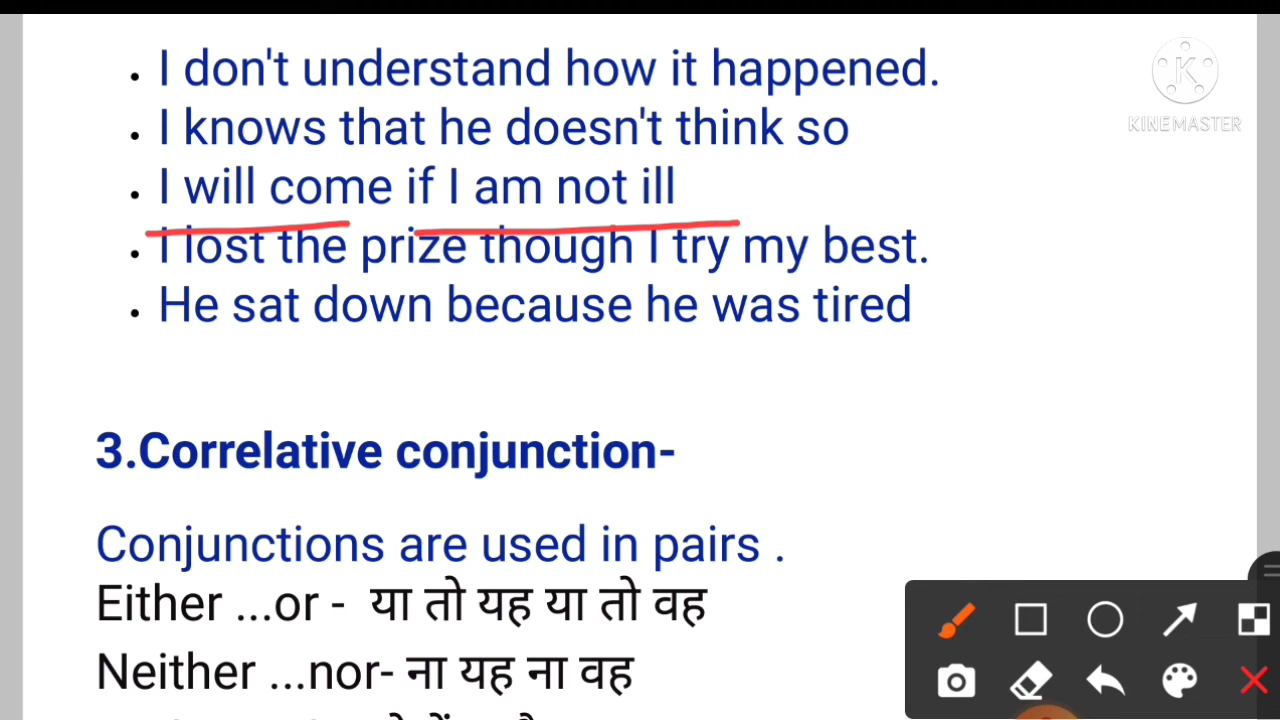 • I don't understand how it happened.
KINEMASTER
• I knows that he doesn't think so
• I will come if I am not ill
• I lost the prize though I try my best.
• He sat down because he was tired
3.Correlative conjunction-
Conjunctions are used in pairs .
Either ...or - या तो यह या तो वह
Neither ...nor- ना यह ना वह